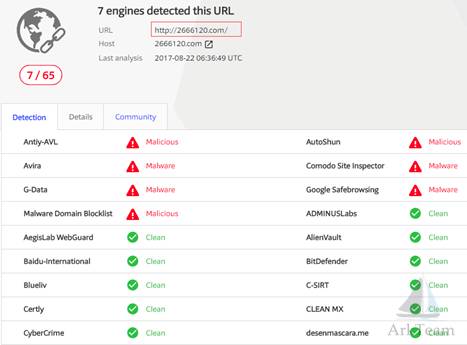 7 engines detected this URL
URL http://2666120.com/
Host 2666120.com
Last analysis 2017-08-22 06:36:49 UTC
7 / 65
Detection Details Community
Antiy-AVL Malicious AutoShun Malicious
Avira Malware Comodo Site Inspector Malware
G-Data Malware Google Safebrowsing Malware
Malware Domain Blocklist Malicious ADMINUSLabs Clean
AegisLab WebGuard Clean AlienVault Clean
Baidu-International Clean BitDefender Clean
Blueliv Clean C-SIRT Clean
Certly Clean CLEAN MX Clean
CyberCrime Clean desenmascara.me Clean
ArkTeam